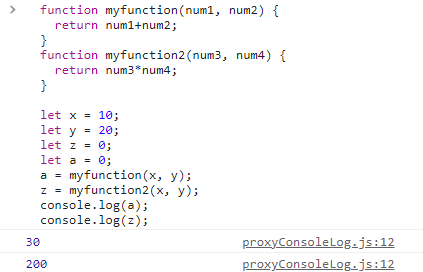 > function myfunction(num1, num2) {
return num1+num2;
}
function myfunction2(num3, num4) {
return num3*num4;
}
let x = 10;
let y = 20;
let z = 0;
let a = 0;
a = myfunction(x, y);
z = myfunction2(x, y);
console.log(a);
console.log(z);
30 proxyConsoleLog.js:12
200 proxyConsoleLog.js:12